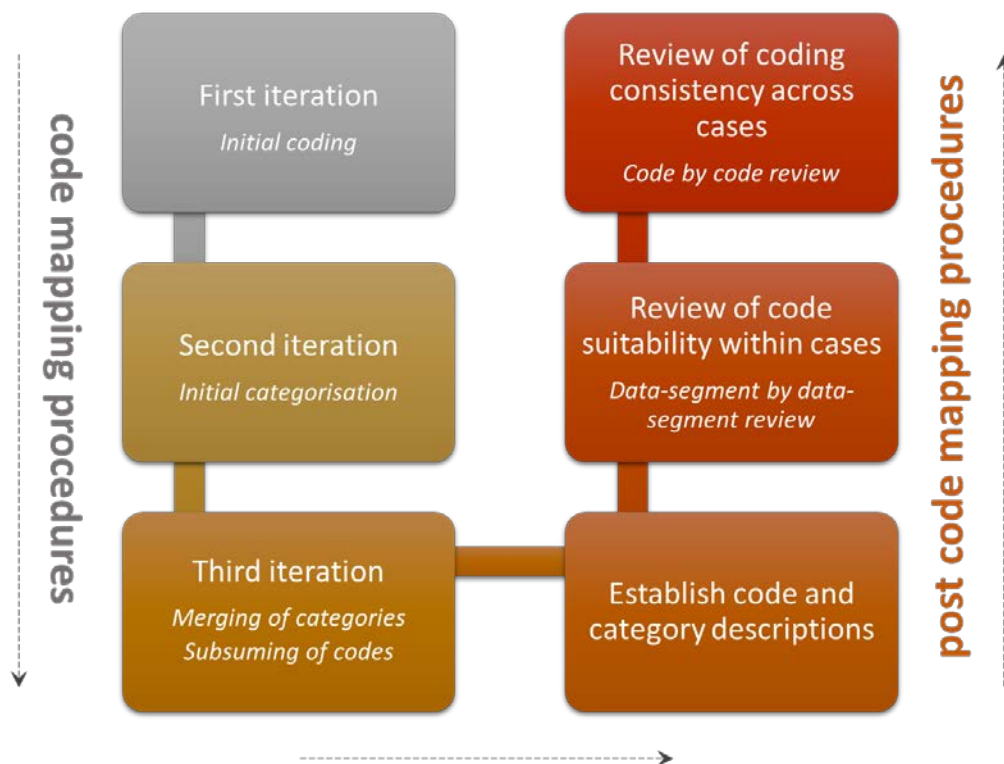 code mapping procedures
First iteration
Initial coding
Second iteration
Initial categorisation
Third iteration
Merging of categories
Subsuming of codes
Establish code and
category descriptions
Review of code
suitability within cases
Data-segment by data-
segment review
Review of coding
consistency across
cases
Code by code review
post code mapping procedures